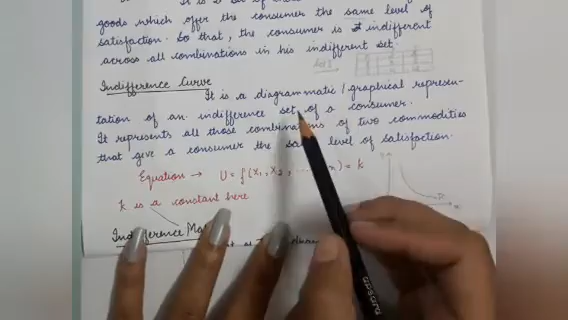 goods which offer the consumer the same level of
satisfaction. So that, the consumer is indifferent
across all combinations in his indifferent set.
Indifference Curve
It is a diagrammatic / graphical represen-
tation of an indifference set of a consumer.
It represents all those combinations of two commodities
that give a consumer the same level of satisfaction.
Equation → U = f(x₁, x₂, ... ) = k
k is a constant here
Indifference